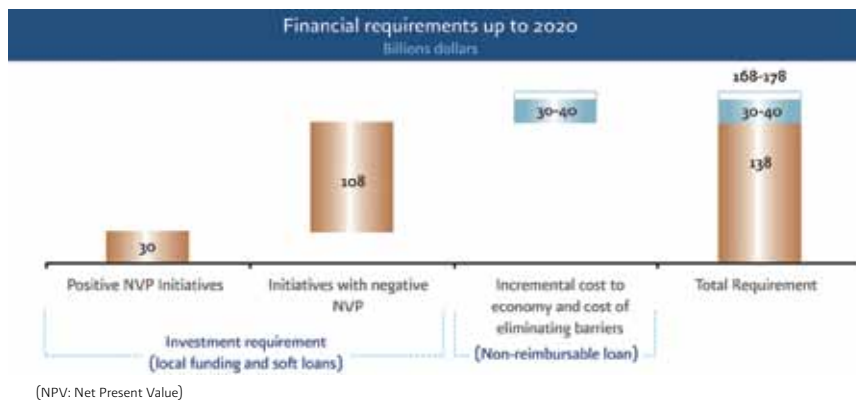 Financial requirements up to 2020
Billions dollars
168-178
30-40
30-40
138
108
30
Positive NVP Initiatives
Initiatives with negative
NVP
Incremental cost to
economy and cost of
eliminating barriers
Total Requirement
Investment requirement
(local funding and soft loans)
(Non-reimbursable loan)
(NPV: Net Present Value)